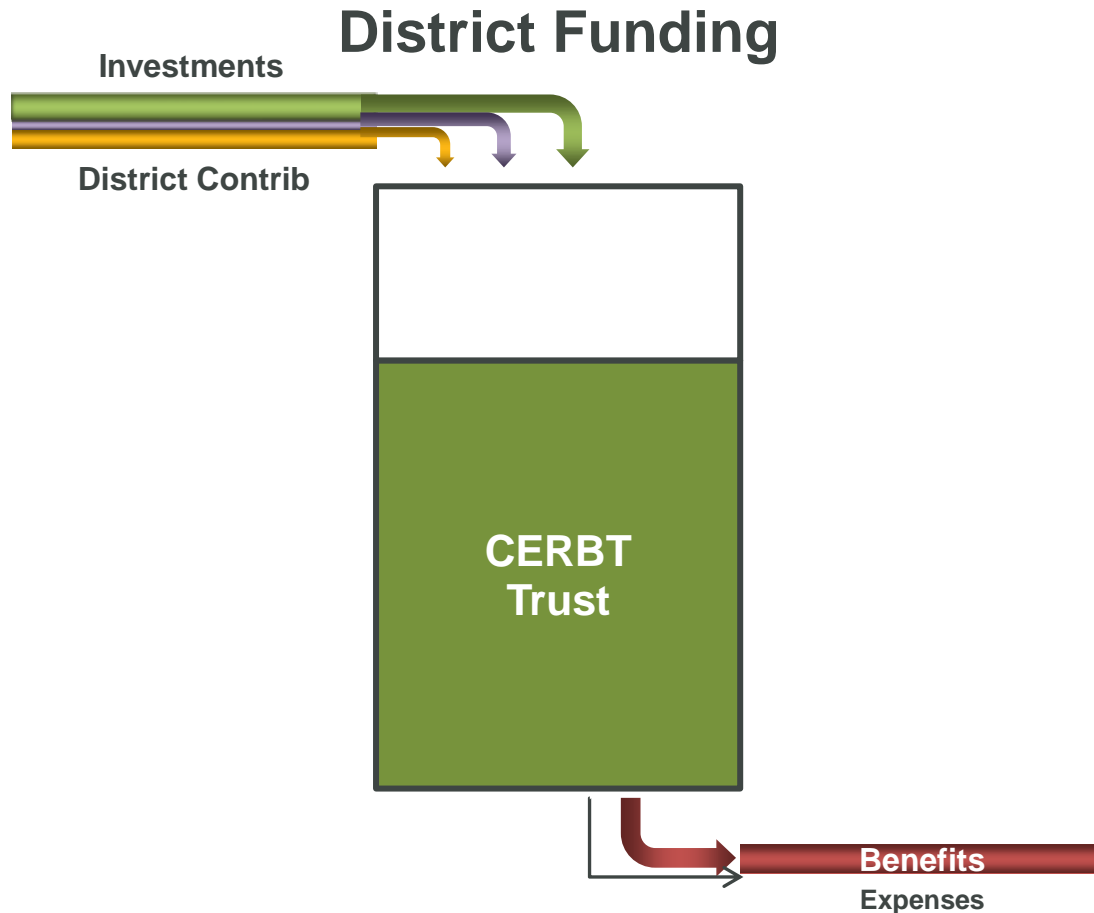 District Funding
Investments
District Contrib
CERBT
Trust
Benefits
Expenses